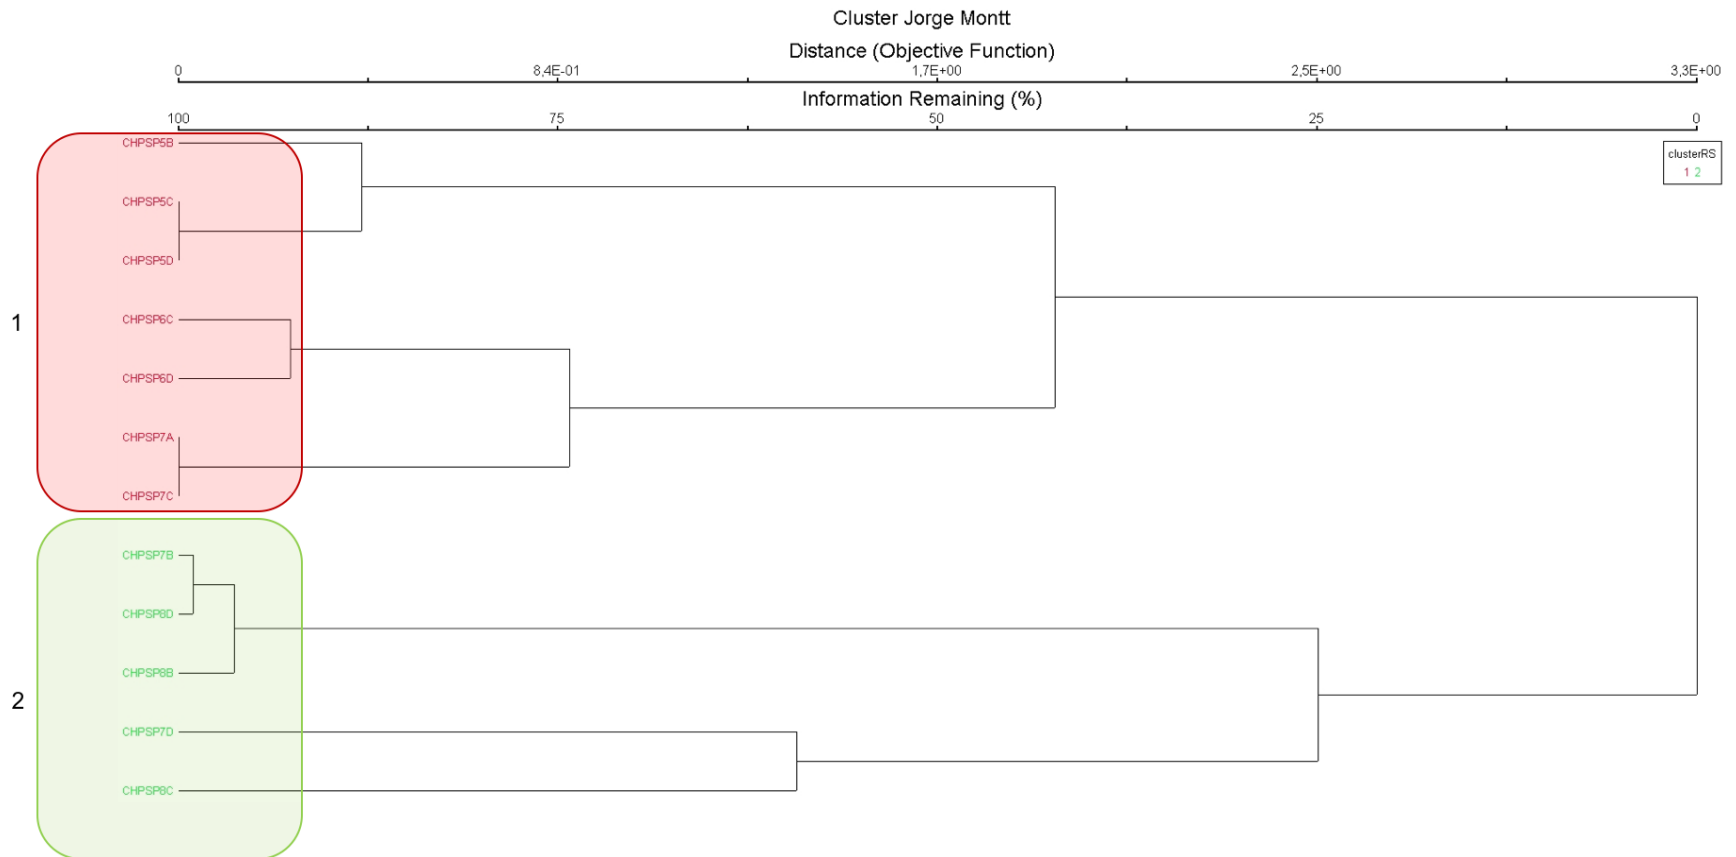 Cluster Jorge Montt
Distance (Objective Function)
0 8,4E-01 1,7E+00 2,5E+00 3,3E+00
Information Remaining (%)
100 75 50 25 0
CHPSP5B
clusterRS
1 2
CHPSP5C
CHPSP5D
1
CHPSP6C
CHPSP6D
CHPSP7A
CHPSP7C
CHPSP7B
CHPSP8D
CHPSP8B
2
CHPSP7D
CHPSP8C